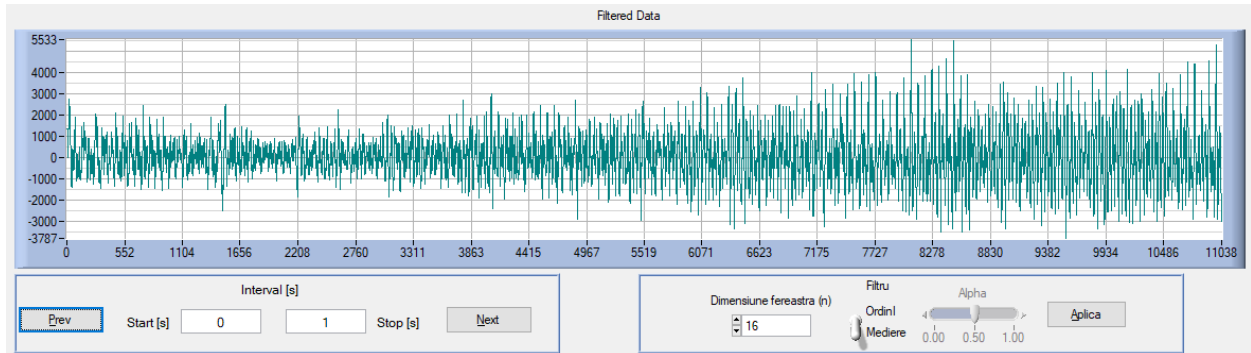 Filtered Data
5533
4000
3000
2000
1000
0
-1000
-2000
-3000
-3787
0 552 1104 1656 2208 2760 3311 3863 4415 4967 5519 6071 6623 7175 7727 8278 8830 9382 9934 10486 11038
Interval [s]
Prev Start [s] 0 1 Stop [s] Next
Dimensiune fereastra (n)
16
Filtru
OrdinI
Mediere
Alpha
0.00 0.50 1.00
Aplica